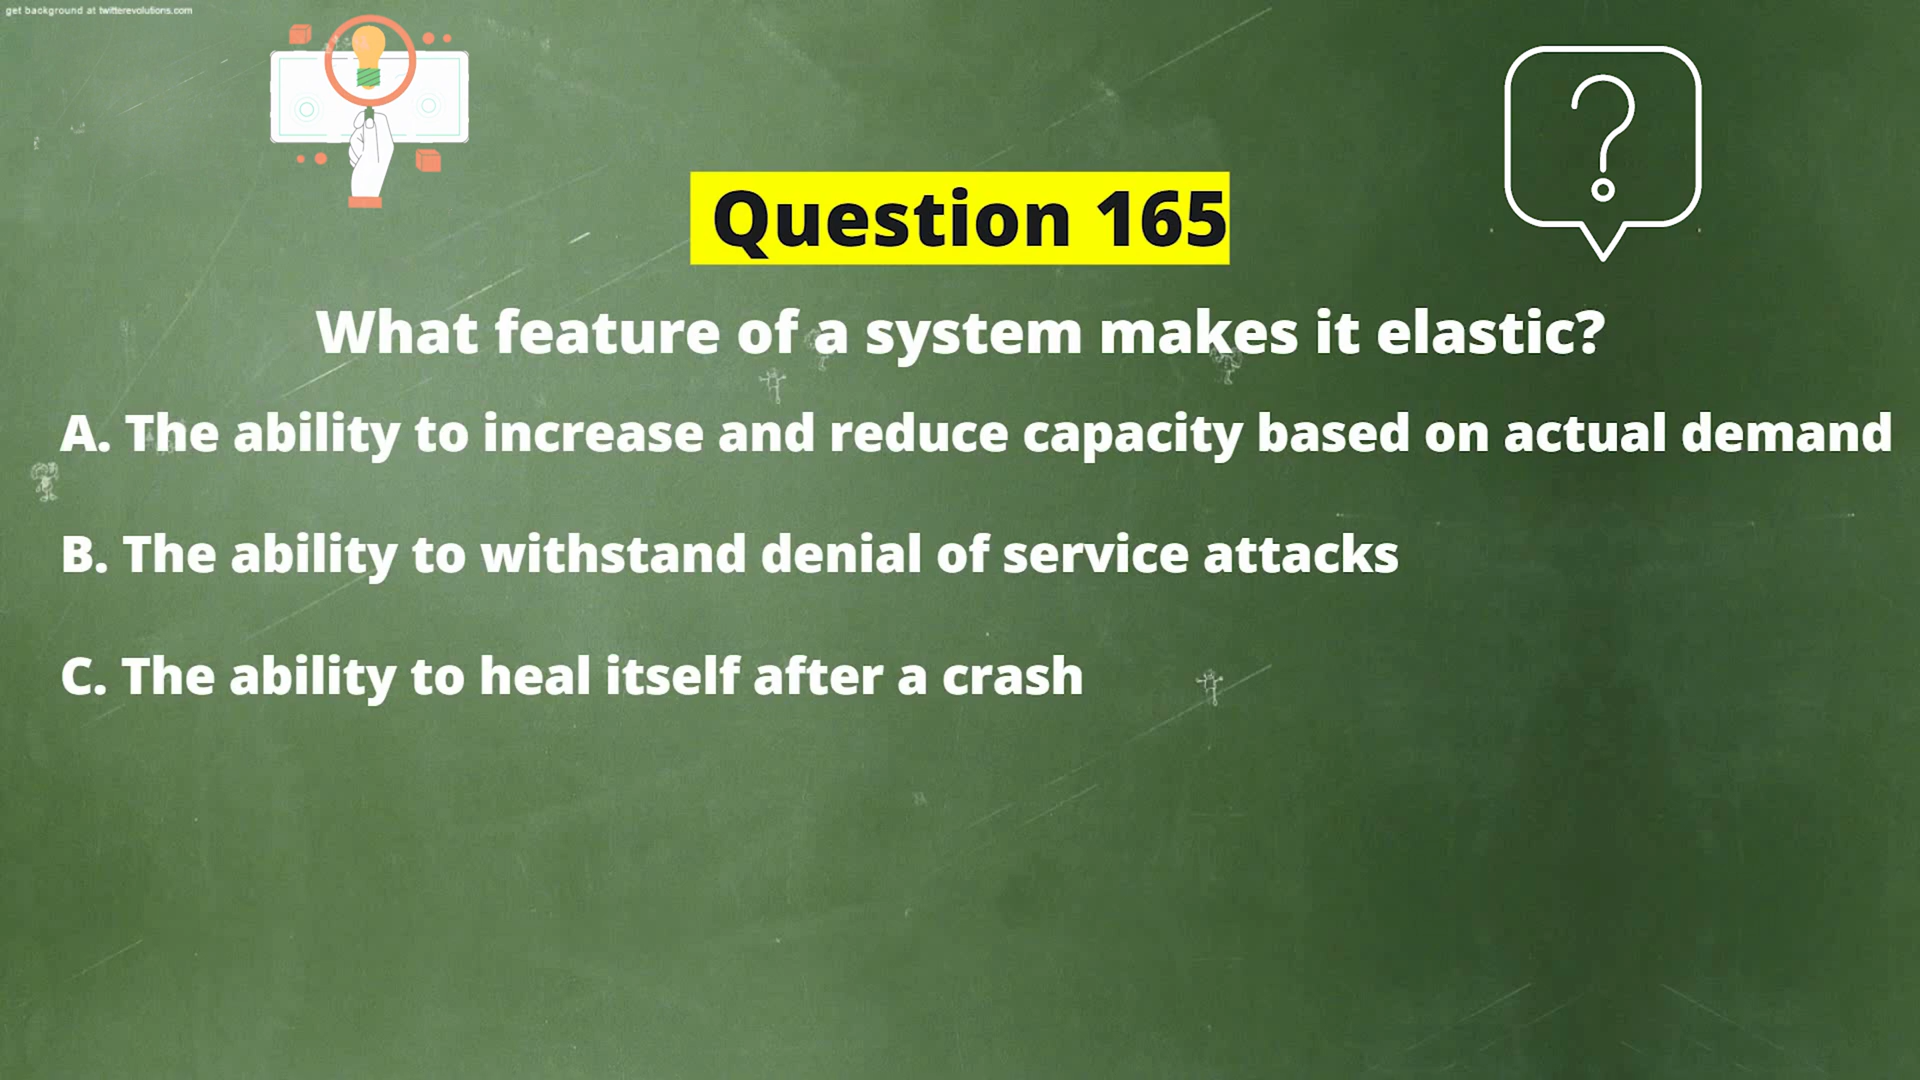 get background at twitterevolutions.com
Question 165
What feature of a system makes it elastic?
A. The ability to increase and reduce capacity based on actual demand
B. The ability to withstand denial of service attacks
C. The ability to heal itself after a crash